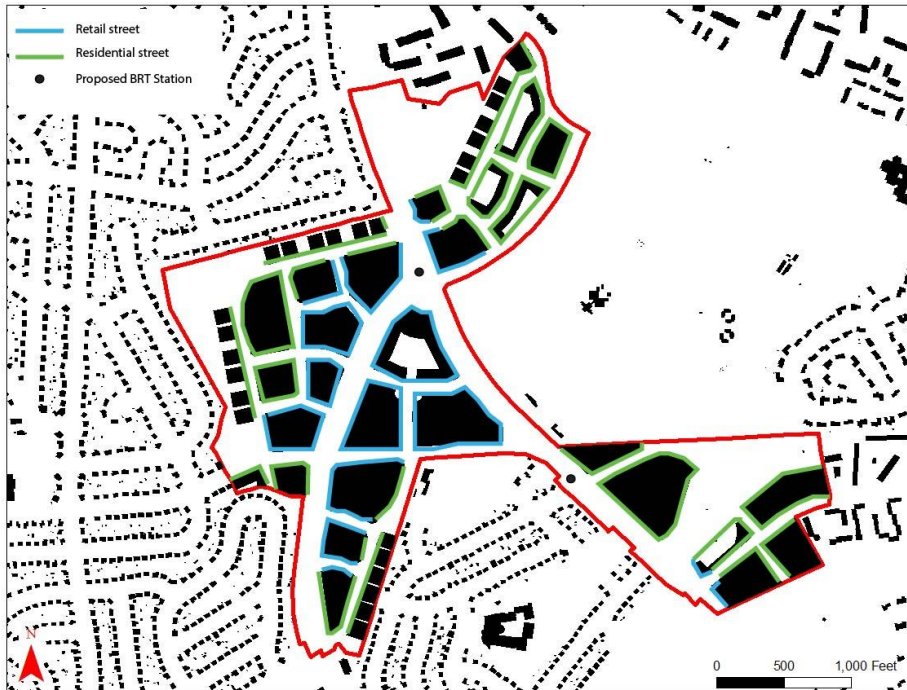 Retail street
Residential street
Proposed BRT Station
N
0 500 1,000 Feet